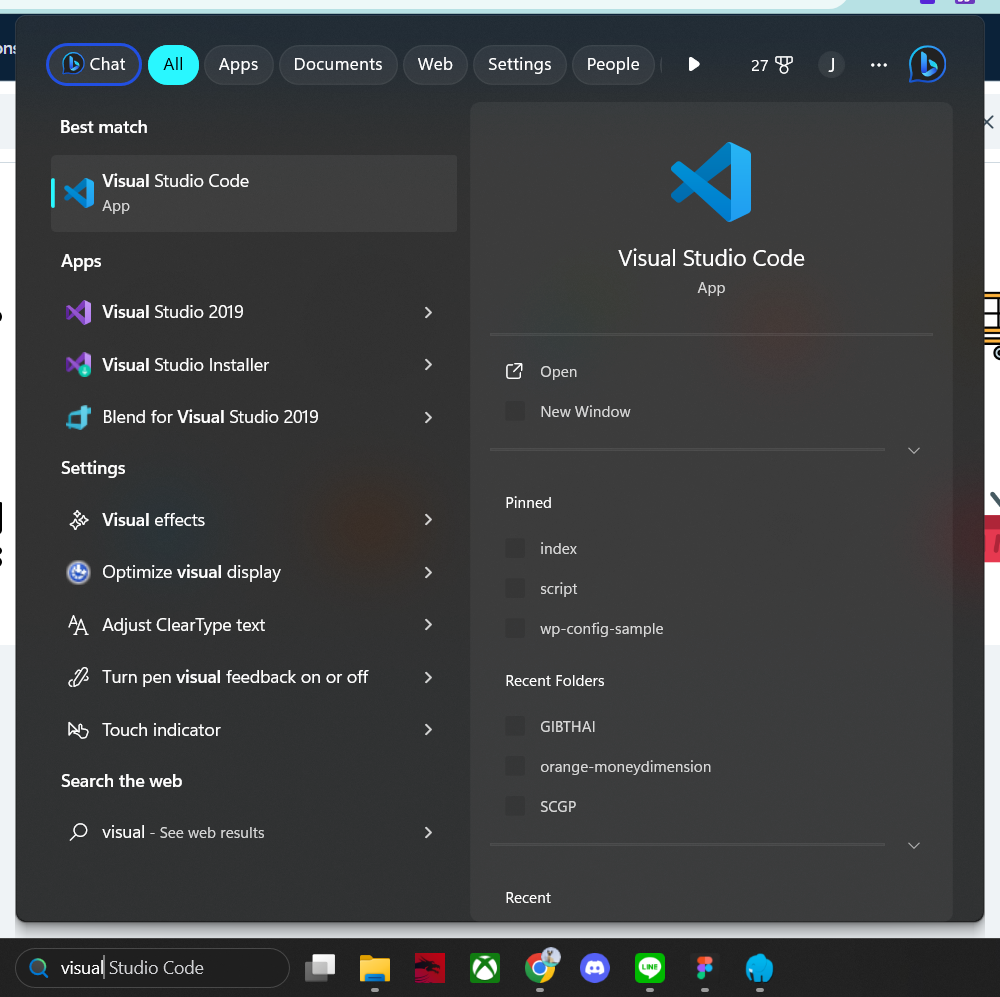 Chat
All
Apps
Documents
Web
Settings
People
27
J
Best match
Visual Studio Code
App
Apps
Visual Studio 2019
Visual Studio Installer
Blend for Visual Studio 2019
Settings
Visual effects
Optimize visual display
Adjust ClearType text
Turn pen visual feedback on or off
Touch indicator
Search the web
visual - See web results
Visual Studio Code
App
Open
New Window
Pinned
index
script
wp-config-sample
Recent Folders
GIBTHAI
orange-moneydimension
SCGP
Recent
visual Studio Code
LINE